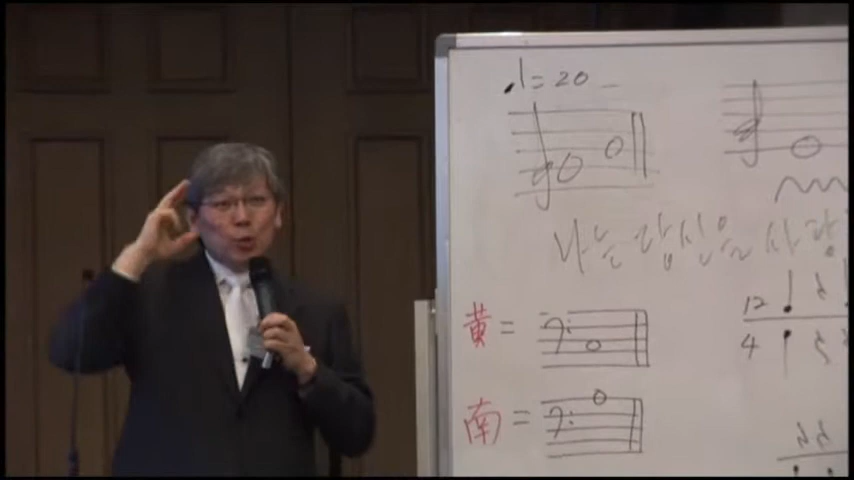 ♩= 20
나는 당신을 사랑
黃 =
12
4
南 =